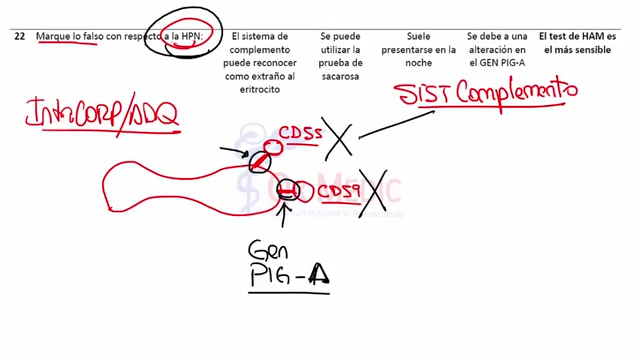 22 Marque lo falso con respecto a la HPN:
El sistema de complemento puede reconocer como extraño al eritrocito
Se puede utilizar la prueba de sacarosa
Suele presentarse en la noche
Se debe a una alteración en el GEN PIG-A
El test de HAM es el más sensible
SIST Complemento
IntrCORP/ADQ
CD55
CD59
Gen
PIG-A